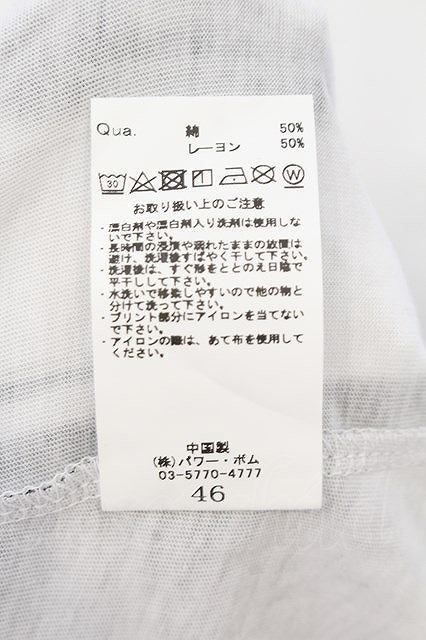 Qua. 綿 50%
レーヨン 50%
30 W
お取り扱い上のご注意
・漂白剤や漂白剤入り洗剤は使用しな
いで下さい。
・長時間の浸漬や濡れたままの放置は
避け、洗濯後すばやく干して下さい。
・洗濯後は、すぐ形をととのえ日陰で
平干しして下さい。
・水洗いで移染しやすいので他の物と
分けて洗って下さい。
・プリント部分にアイロンを当てない
で下さい。
・アイロンの際は、あて布を使用して
ください。
中国製
(株)パワー・ボム
03-5770-4777
46